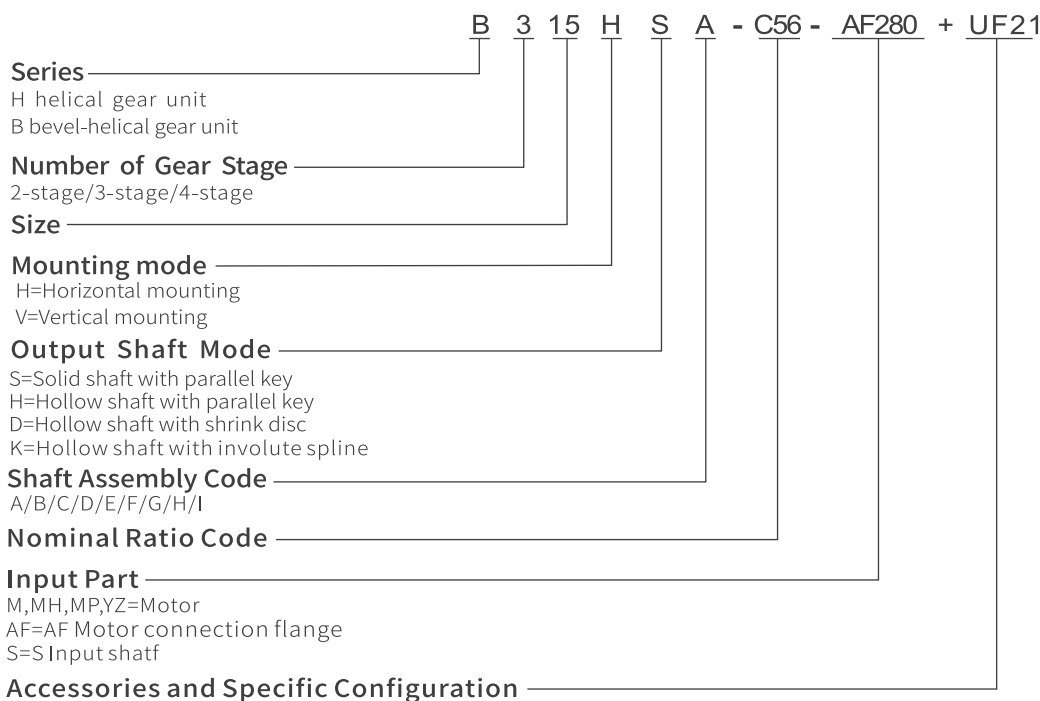 B 3 15 H S A - C56 - AF280 + UF21
Series
H helical gear unit
B bevel-helical gear unit
Number of Gear Stage
2-stage/3-stage/4-stage
Size
Mounting mode
H=Horizontal mounting
V=Vertical mounting
Output Shaft Mode
S=Solid shaft with parallel key
H=Hollow shaft with parallel key
D=Hollow shaft with shrink disc
K=Hollow shaft with involute spline
Shaft Assembly Code
A/B/C/D/E/F/G/H/I
Nominal Ratio Code
Input Part
M,MH,MP,YZ=Motor
AF=AF Motor connection flange
S=S Input shatf
Accessories and Specific Configuration